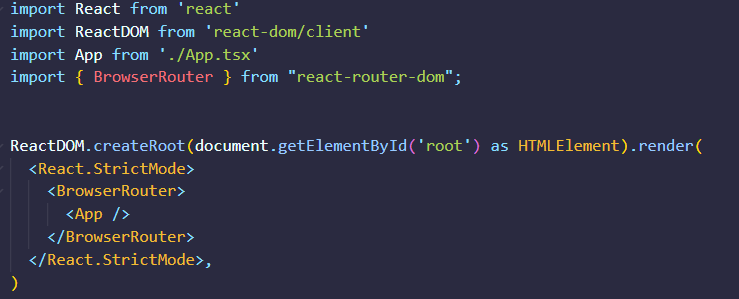 import React from 'react'
import ReactDOM from 'react-dom/client'
import App from './App.tsx'
import { BrowserRouter } from "react-router-dom";
ReactDOM.createRoot(document.getElementById('root') as HTMLElement).render(
<React.StrictMode>
<BrowserRouter>
<App />
</BrowserRouter>
</React.StrictMode>,
)